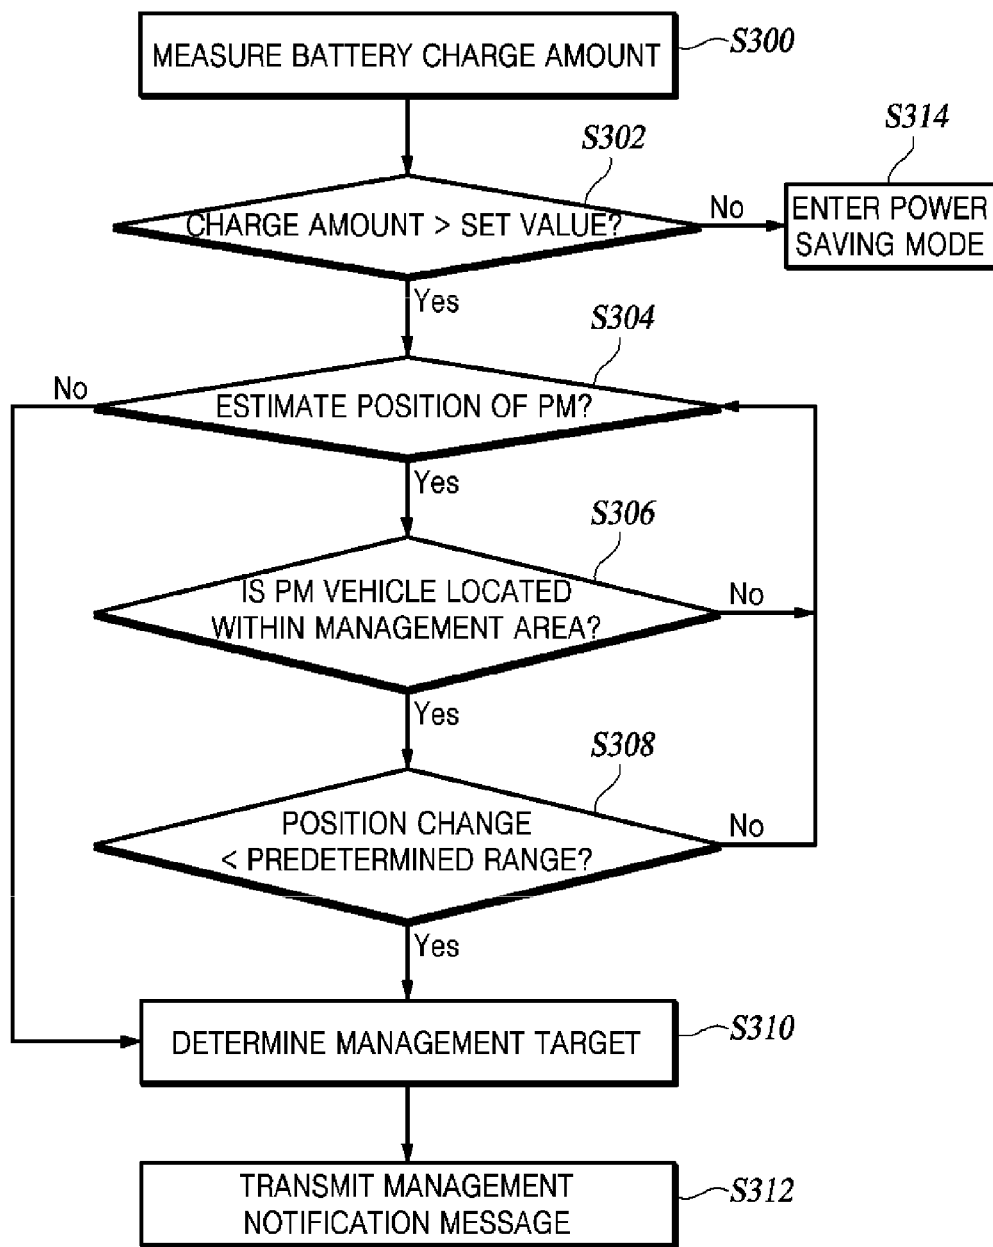 MEASURE BATTERY CHARGE AMOUNT
S300
S302
S314
CHARGE AMOUNT > SET VALUE?
No
ENTER POWER
SAVING MODE
Yes
S304
No
ESTIMATE POSITION OF PM?
Yes
S306
IS PM VEHICLE LOCATED
WITHIN MANAGEMENT AREA?
No
Yes
S308
POSITION CHANGE
< PREDETERMINED RANGE?
No
Yes
DETERMINE MANAGEMENT TARGET
S310
TRANSMIT MANAGEMENT
NOTIFICATION MESSAGE
S312